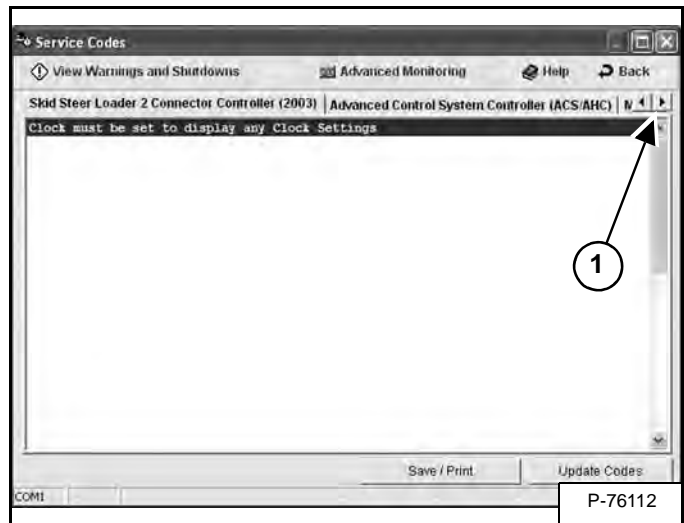 Service Codes
View Warnings and Shutdowns Advanced Monitoring Help Back
Skid Steer Loader 2 Connector Controller (2003) Advanced Control System Controller (ACS/AHC)
Clock must be set to display any Clock Settings
1
Save / Print Update Codes
COM1
P-76112